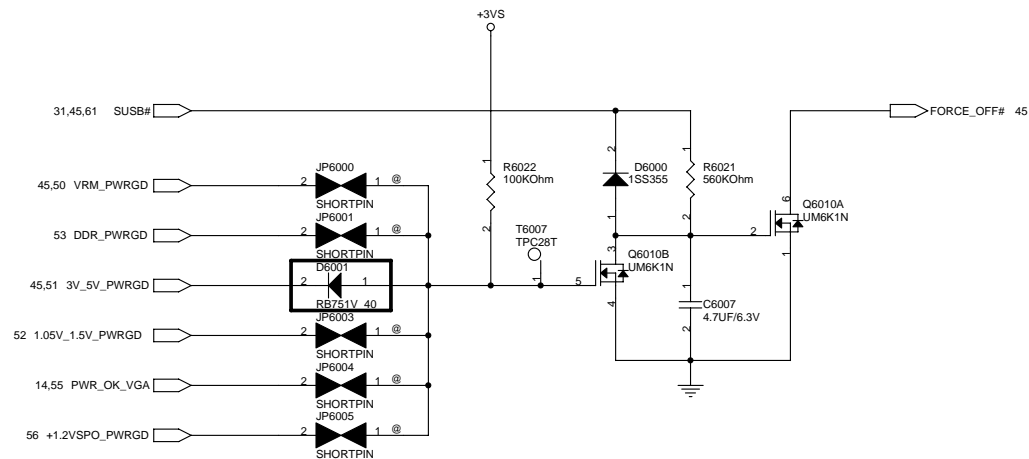 +3VS
31,45,61 SUSB#
FORCE_OFF# 45
JP6000
45,50 VRM_PWRGD
2 1 @
SHORTPIN
JP6001
53 DDR_PWRGD
2 1 @
SHORTPIN
D6001
45,51 3V_5V_PWRGD
2 1
RB751V_40
JP6003
52 1.05V_1.5V_PWRGD
2 1 @
SHORTPIN
JP6004
14,55 PWR_OK_VGA
2 1 @
SHORTPIN
JP6005
56 +1.2VSPO_PWRGD
2 1 @
SHORTPIN
1
R6022
100KOhm
2
T6007
TPC28T
1
2
D6000
1SS355
1
1
R6021
560KOhm
2
5
3
Q6010B
UM6K1N
4
1
C6007
4.7UF/6.3V
2
2
6
Q6010A
UM6K1N
1